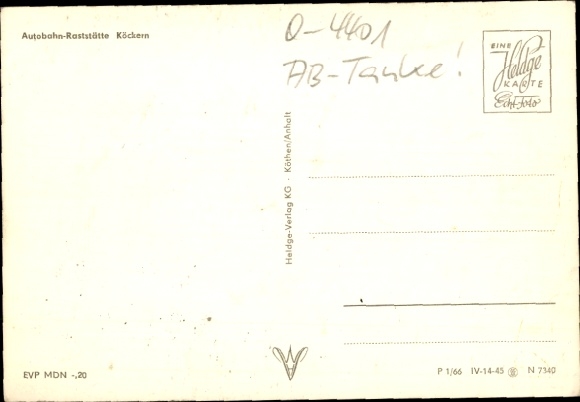 Autobahn-Raststätte Köckern
O-4401
AB-Tanke!
EINE
Heldge
KARTE
Echt-Foto
Heldge-Verlag KG · Köthen/Anhalt
EVP MDN -,20
P 1/66 IV-14-45 N 7340